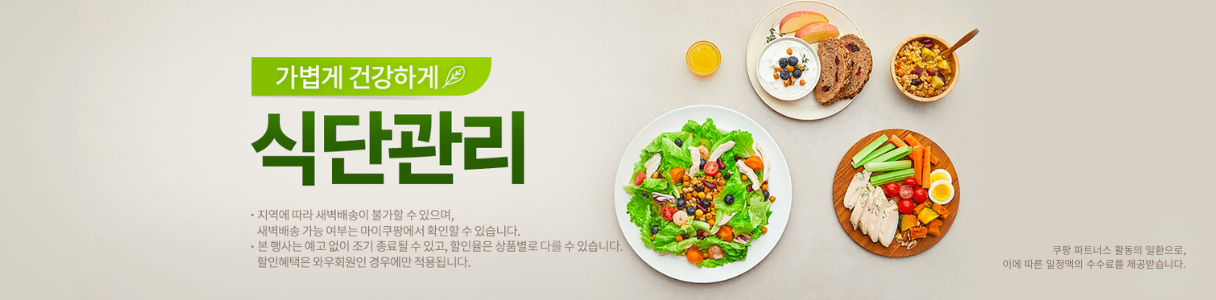 가볍게 건강하게
식단관리
• 지역에 따라 새벽배송이 불가할 수 있으며,
새벽배송 가능 여부는 마이쿠팡에서 확인할 수 있습니다.
• 본 행사는 예고 없이 조기 종료될 수 있고, 할인율은 상품별로 다를 수 있습니다.
할인혜택은 와우회원인 경우에만 적용됩니다.
쿠팡 파트너스 활동의 일환으로,
이에 따른 일정액의 수수료를 제공받습니다.